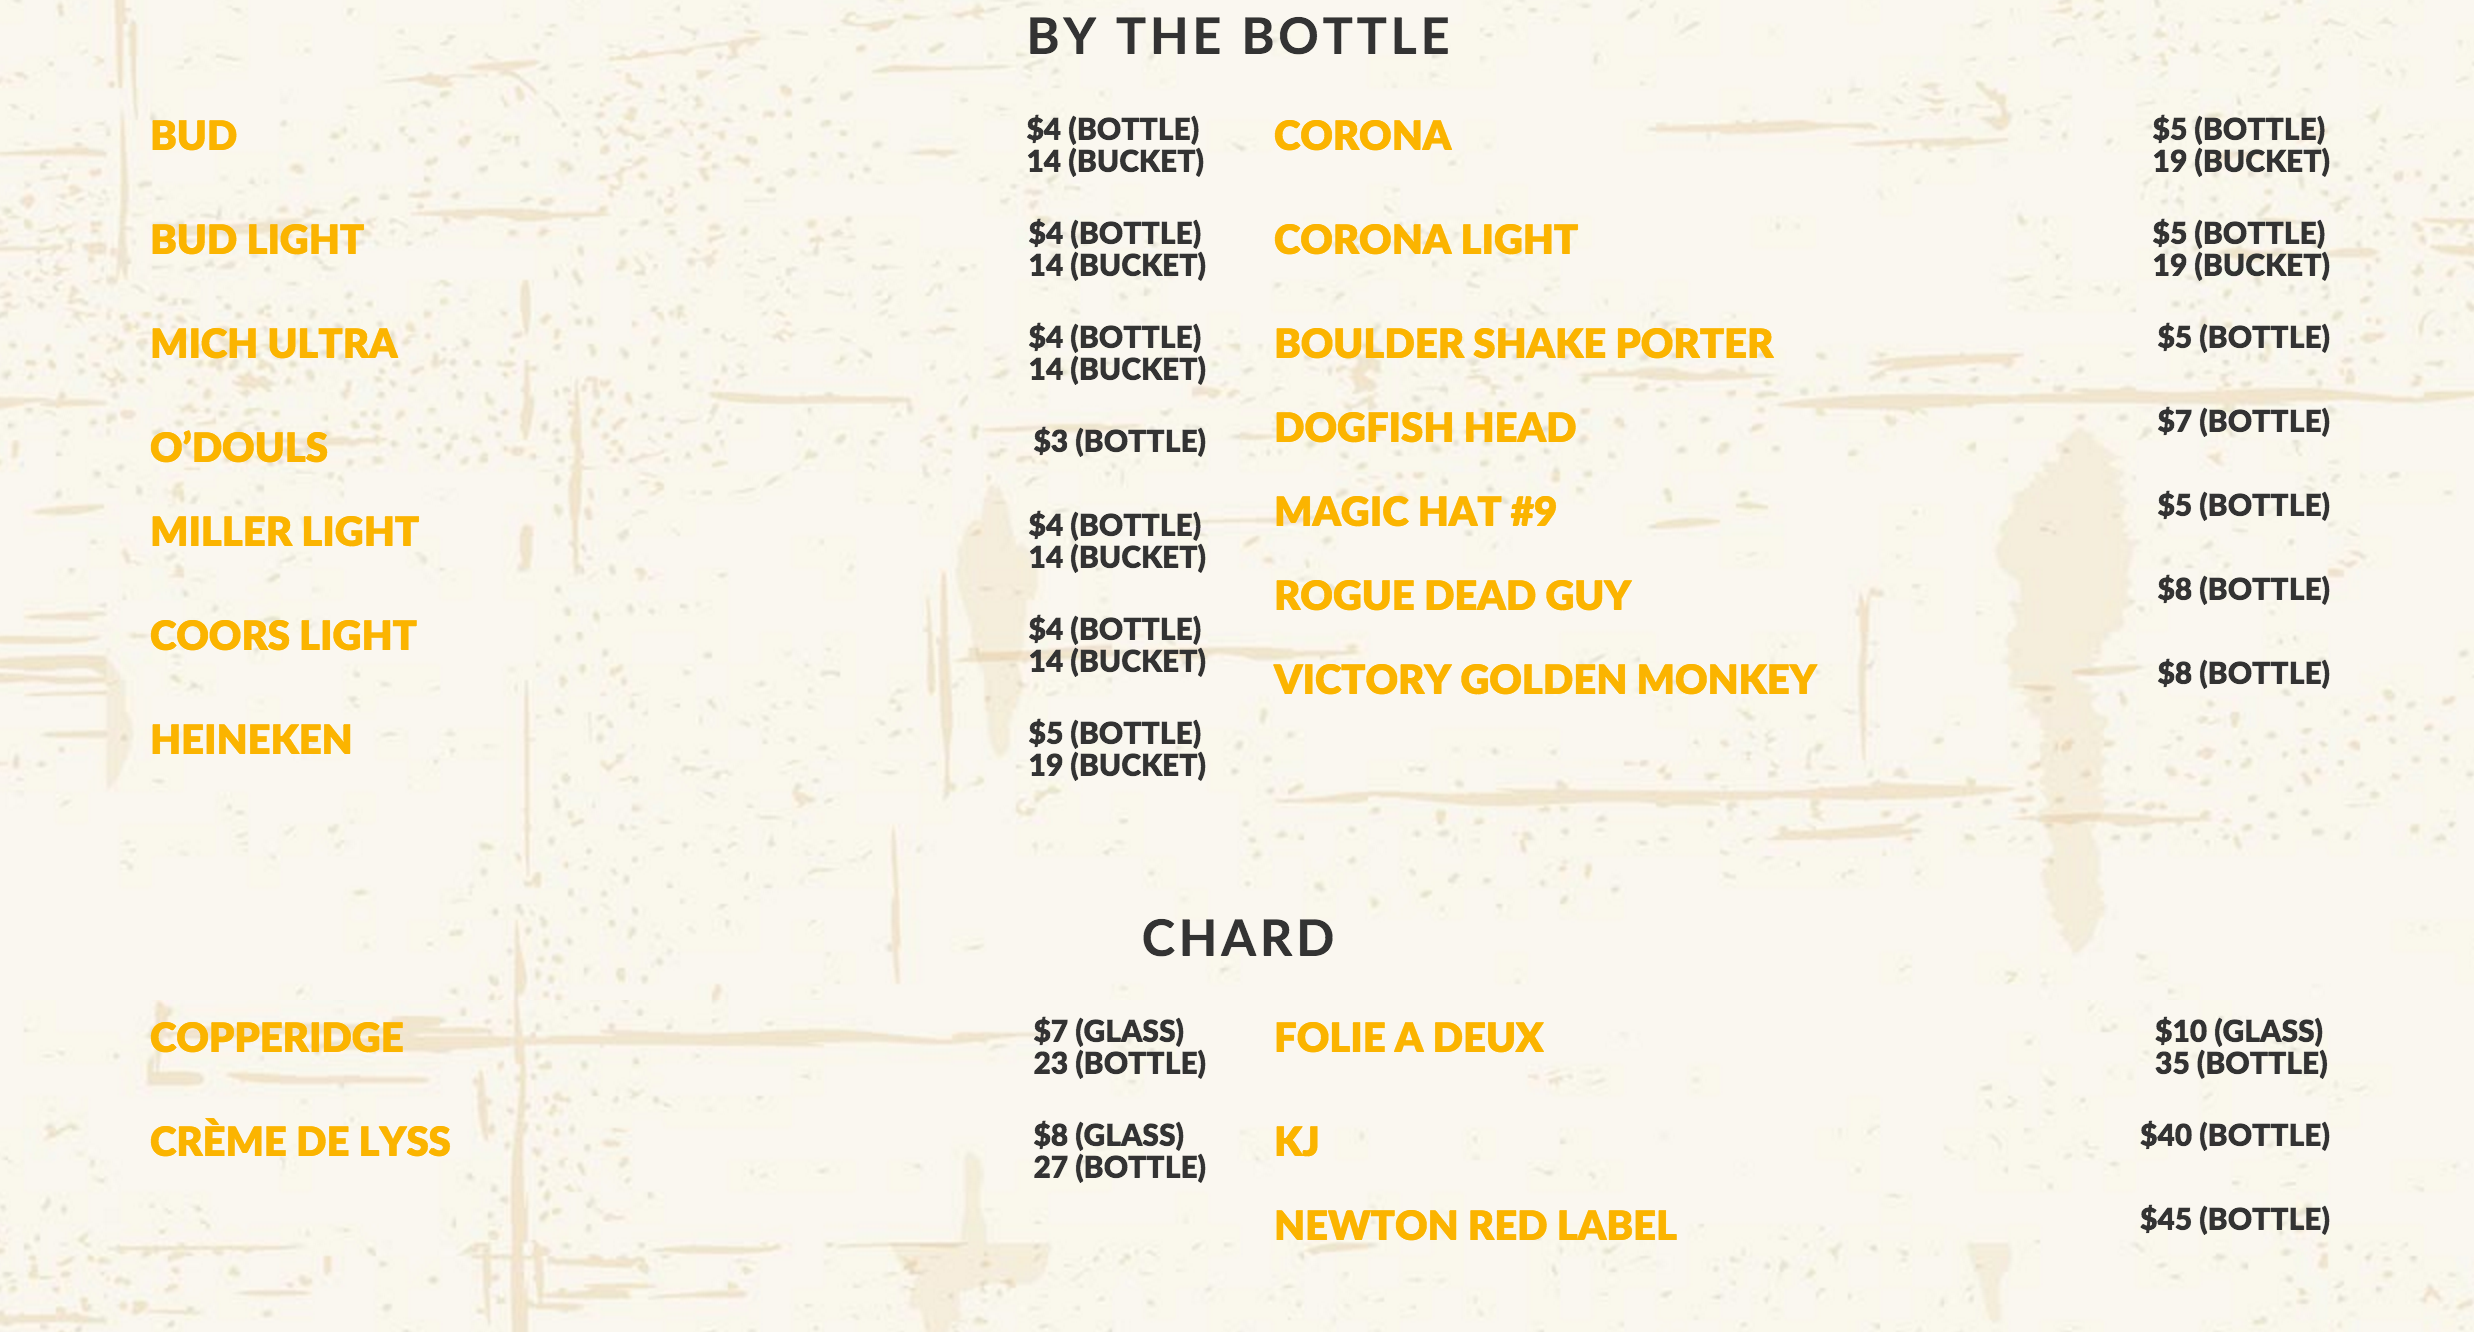 BY THE BOTTLE
BUD
$4 (BOTTLE)
14 (BUCKET)
BUD LIGHT
$4 (BOTTLE)
14 (BUCKET)
MICH ULTRA
$4 (BOTTLE)
14 (BUCKET)
O’DOULS
$3 (BOTTLE)
MILLER LIGHT
$4 (BOTTLE)
14 (BUCKET)
COORS LIGHT
$4 (BOTTLE)
14 (BUCKET)
HEINEKEN
$5 (BOTTLE)
19 (BUCKET)
CORONA
$5 (BOTTLE)
19 (BUCKET)
CORONA LIGHT
$5 (BOTTLE)
19 (BUCKET)
BOULDER SHAKE PORTER
$5 (BOTTLE)
DOGFISH HEAD
$7 (BOTTLE)
MAGIC HAT #9
$5 (BOTTLE)
ROGUE DEAD GUY
$8 (BOTTLE)
VICTORY GOLDEN MONKEY
$8 (BOTTLE)
CHARD
COPPERIDGE
$7 (GLASS)
23 (BOTTLE)
CRÈME DE LYSS
$8 (GLASS)
27 (BOTTLE)
FOLIE A DEUX
$10 (GLASS)
35 (BOTTLE)
KJ
$40 (BOTTLE)
NEWTON RED LABEL
$45 (BOTTLE)